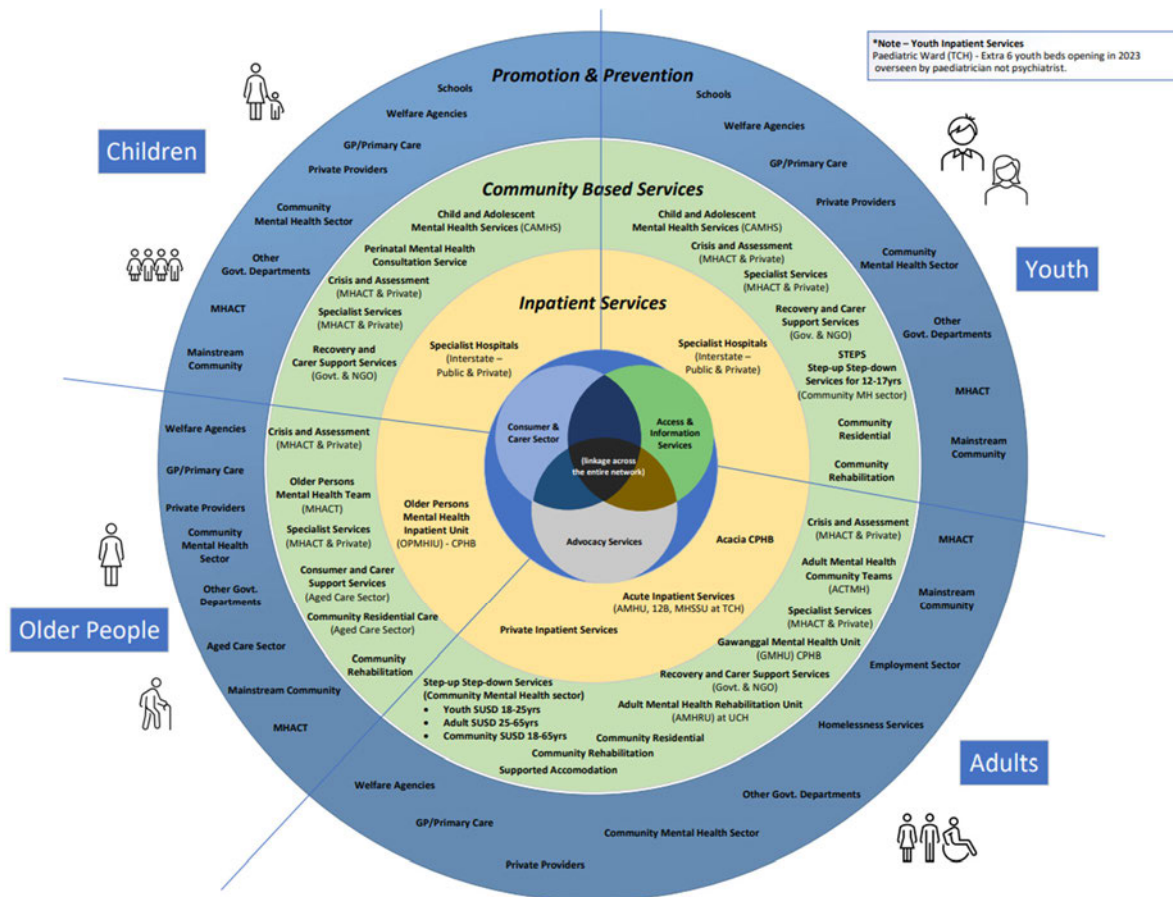 *Note – Youth Inpatient Services
Paediatric Ward (TCH) - Extra 6 youth beds opening in 2023
overseen by paediatrician not psychiatrist.
Children
Youth
Older People
Adults
Promotion & Prevention
Schools
Welfare Agencies
GP/Primary Care
Private Providers
Community
Mental Health Sector
Other
Govt. Departments
MHACT
Mainstream
Community
Schools
Welfare Agencies
GP/Primary Care
Private Providers
Community
Mental Health Sector
Other
Govt. Departments
MHACT
Mainstream
Community
Welfare Agencies
GP/Primary Care
Private Providers
Community
Mental Health
Sector
Other Govt.
Departments
Aged Care Sector
Mainstream Community
MHACT
MHACT
Mainstream
Community
Employment Sector
Homelessness Services
Other Govt. Departments
Community Mental Health Sector
Private Providers
GP/Primary Care
Welfare Agencies
Community Based Services
Child and Adolescent
Mental Health Services (CAMHS)
Perinatal Mental Health
Consultation Service
Crisis and Assessment
(MHACT & Private)
Specialist Services
(MHACT & Private)
Recovery and
Carer Support Services
(Govt. & NGO)
Child and Adolescent
Mental Health Services (CAMHS)
Crisis and Assessment
(MHACT & Private)
Specialist Services
(MHACT & Private)
Recovery and Carer
Support Services
(Gov. & NGO)
STEPS
Step-up Step-down
Services for 12-17yrs
(Community MH sector)
Community
Residential
Community
Rehabilitation
Crisis and Assessment
(MHACT & Private)
Older Persons
Mental Health Team
(MHACT)
Specialist Services
(MHACT & Private)
Consumer and Carer
Support Services
(Aged Care Sector)
Community Residential Care
(Aged Care Sector)
Community
Rehabilitation
Crisis and Assessment
(MHACT & Private)
Adult Mental Health
Community Teams
(ACTMH)
Specialist Services
(MHACT & Private)
Gawanggal Mental Health Unit
(GMHU) CPHB
Recovery and Carer Support Services
(Govt. & NGO)
Adult Mental Health Rehabilitation Unit
(AMHRU) at UCH
Community Residential
Community Rehabilitation
Supported Accomodation
Step-up Step-down Services
(Community Mental Health sector)
• Youth SUSD 18-25yrs
• Adult SUSD 25-65yrs
• Community SUSD 18-65yrs
Inpatient Services
Specialist Hospitals
(Interstate –
Public & Private)
Specialist Hospitals
(Interstate –
Public & Private)
Older Persons
Mental Health
Inpatient Unit
(OPMHIU) - CPHB
Acacia CPHB
Acute Inpatient Services
(AMHU, 12B, MHSSU at TCH)
Private Inpatient Services
Consumer &
Carer Sector
Access &
Information
Services
(linkage across
the entire network)
Advocacy Services